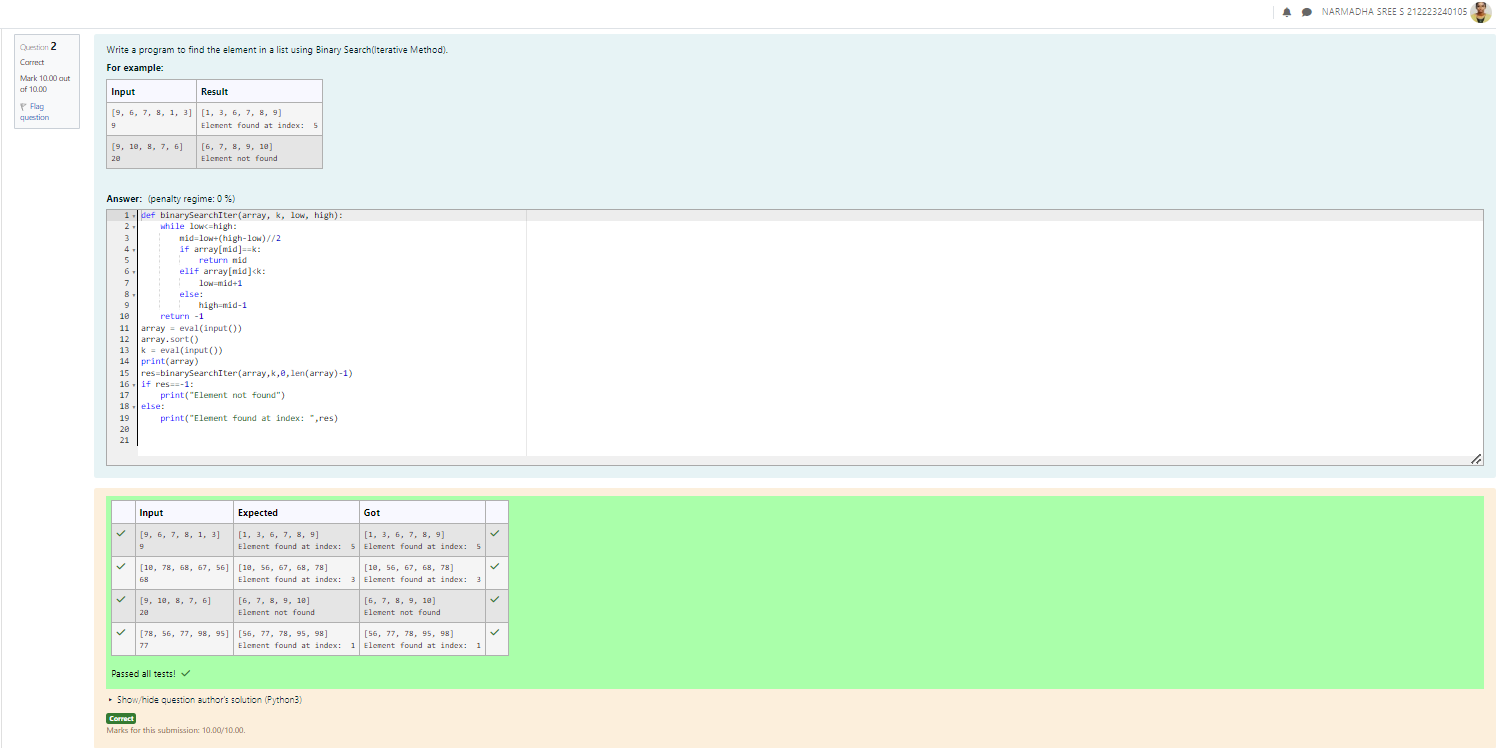 NARMADHA SREE S 212223240105
Question 2
Correct
Mark 10.00 out
of 10.00
Flag
question
Write a program to find the element in a list using Binary Search(Iterative Method).
For example:
Input Result
[9, 6, 7, 8, 1, 3] [1, 3, 6, 7, 8, 9]
9 Element found at index:  5
[9, 10, 8, 7, 6] [6, 7, 8, 9, 10]
20 Element not found
Answer: (penalty regime: 0 %)
1 def binarySearchIter(array, k, low, high):
2     while low<=high:
3         mid=low+(high-low)//2
4         if array[mid]==k:
5             return mid
6         elif array[mid]<k:
7             low=mid+1
8         else:
9             high=mid-1
10     return -1
11 array = eval(input())
12 array.sort()
13 k = eval(input())
14 print(array)
15 res=binarySearchIter(array,k,0,len(array)-1)
16 if res==-1:
17     print("Element not found")
18 else:
19     print("Element found at index: ",res)
20
21
Input Expected Got
[9, 6, 7, 8, 1, 3] [1, 3, 6, 7, 8, 9] [1, 3, 6, 7, 8, 9]
9 Element found at index:  5 Element found at index:  5
[10, 78, 68, 67, 56] [10, 56, 67, 68, 78] [10, 56, 67, 68, 78]
68 Element found at index:  3 Element found at index:  3
[9, 10, 8, 7, 6] [6, 7, 8, 9, 10] [6, 7, 8, 9, 10]
20 Element not found Element not found
[78, 56, 77, 98, 95] [56, 77, 78, 95, 98] [56, 77, 78, 95, 98]
77 Element found at index:  1 Element found at index:  1
Passed all tests!
Show/hide question author's solution (Python3)
Correct
Marks for this submission: 10.00/10.00.